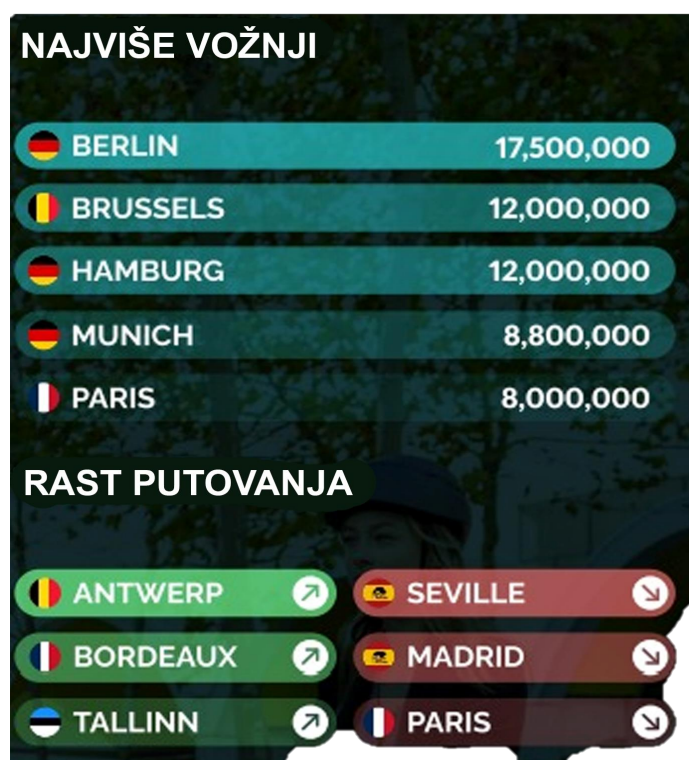 NAJVIŠE VOŽNJI
BERLIN 17,500,000
BRUSSELS 12,000,000
HAMBURG 12,000,000
MUNICH 8,800,000
PARIS 8,000,000
RAST PUTOVANJA
ANTWERP SEVILLE
BORDEAUX MADRID
TALLINN PARIS